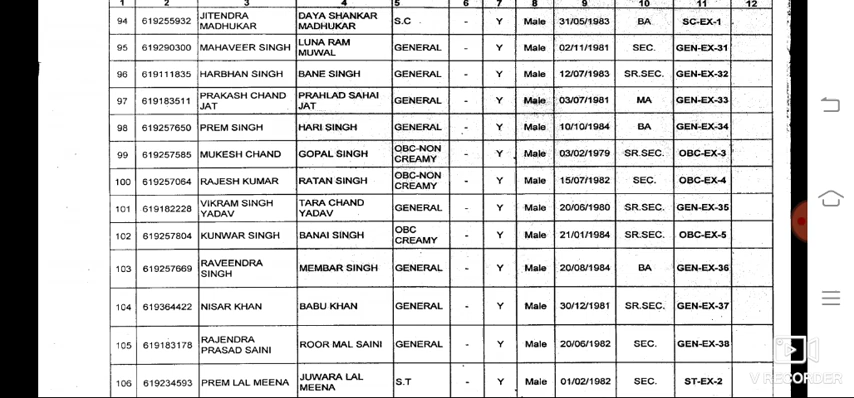 1 2 3 4 5 6 7 8 9 10 11 12
94 619255932 JITENDRA MADHUKAR DAYA SHANKAR MADHUKAR S.C - Y Male 31/05/1983 BA SC-EX-1
95 619290300 MAHAVEER SINGH LUNA RAM MUWAL GENERAL - Y Male 02/11/1981 SEC. GEN-EX-31
96 619111835 HARBHAN SINGH BANE SINGH GENERAL - Y Male 12/07/1983 SR.SEC. GEN-EX-32
97 619183511 PRAKASH CHAND JAT PRAHLAD SAHAI JAT GENERAL - Y Male 03/07/1981 MA GEN-EX-33
98 619257650 PREM SINGH HARI SINGH GENERAL - Y Male 10/10/1984 BA GEN-EX-34
99 619257585 MUKESH CHAND GOPAL SINGH OBC-NON CREAMY - Y Male 03/02/1979 SR.SEC. OBC-EX-3
100 619257064 RAJESH KUMAR RATAN SINGH OBC-NON CREAMY - Y Male 15/07/1982 SEC. OBC-EX-4
101 619182228 VIKRAM SINGH YADAV TARA CHAND YADAV GENERAL - Y Male 20/06/1980 SR.SEC. GEN-EX-35
102 619257804 KUNWAR SINGH BANAI SINGH OBC CREAMY - Y Male 21/01/1984 SR.SEC. OBC-EX-5
103 619257669 RAVEENDRA SINGH MEMBAR SINGH GENERAL - Y Male 20/08/1984 BA GEN-EX-36
104 619364422 NISAR KHAN BABU KHAN GENERAL - Y Male 30/12/1981 SR.SEC. GEN-EX-37
105 619183178 RAJENDRA PRASAD SAINI ROOR MAL SAINI GENERAL - Y Male 20/06/1982 SEC. GEN-EX-38
106 619234593 PREM LAL MEENA JUWARA LAL MEENA S.T - Y Male 01/02/1982 SEC. ST-EX-2
V RECORDER